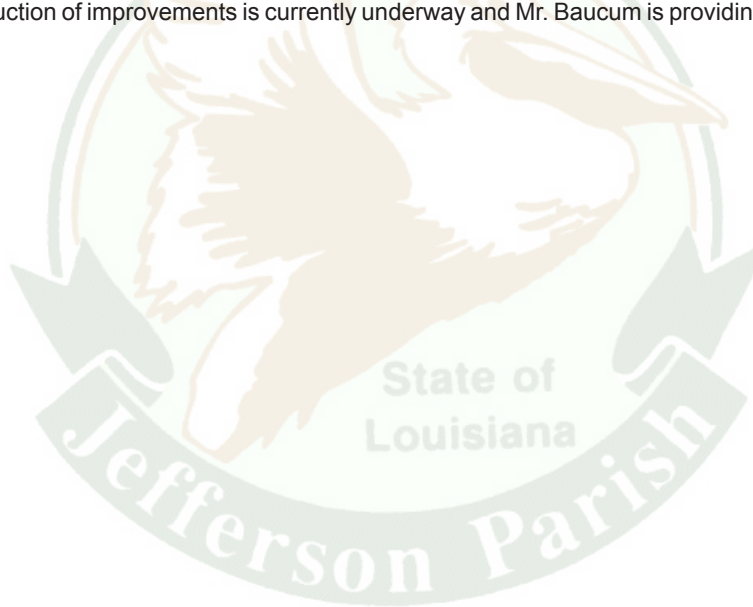 uction of improvements is currently underway and Mr. Baucum is providin
State of
Louisiana
Jefferson Parish